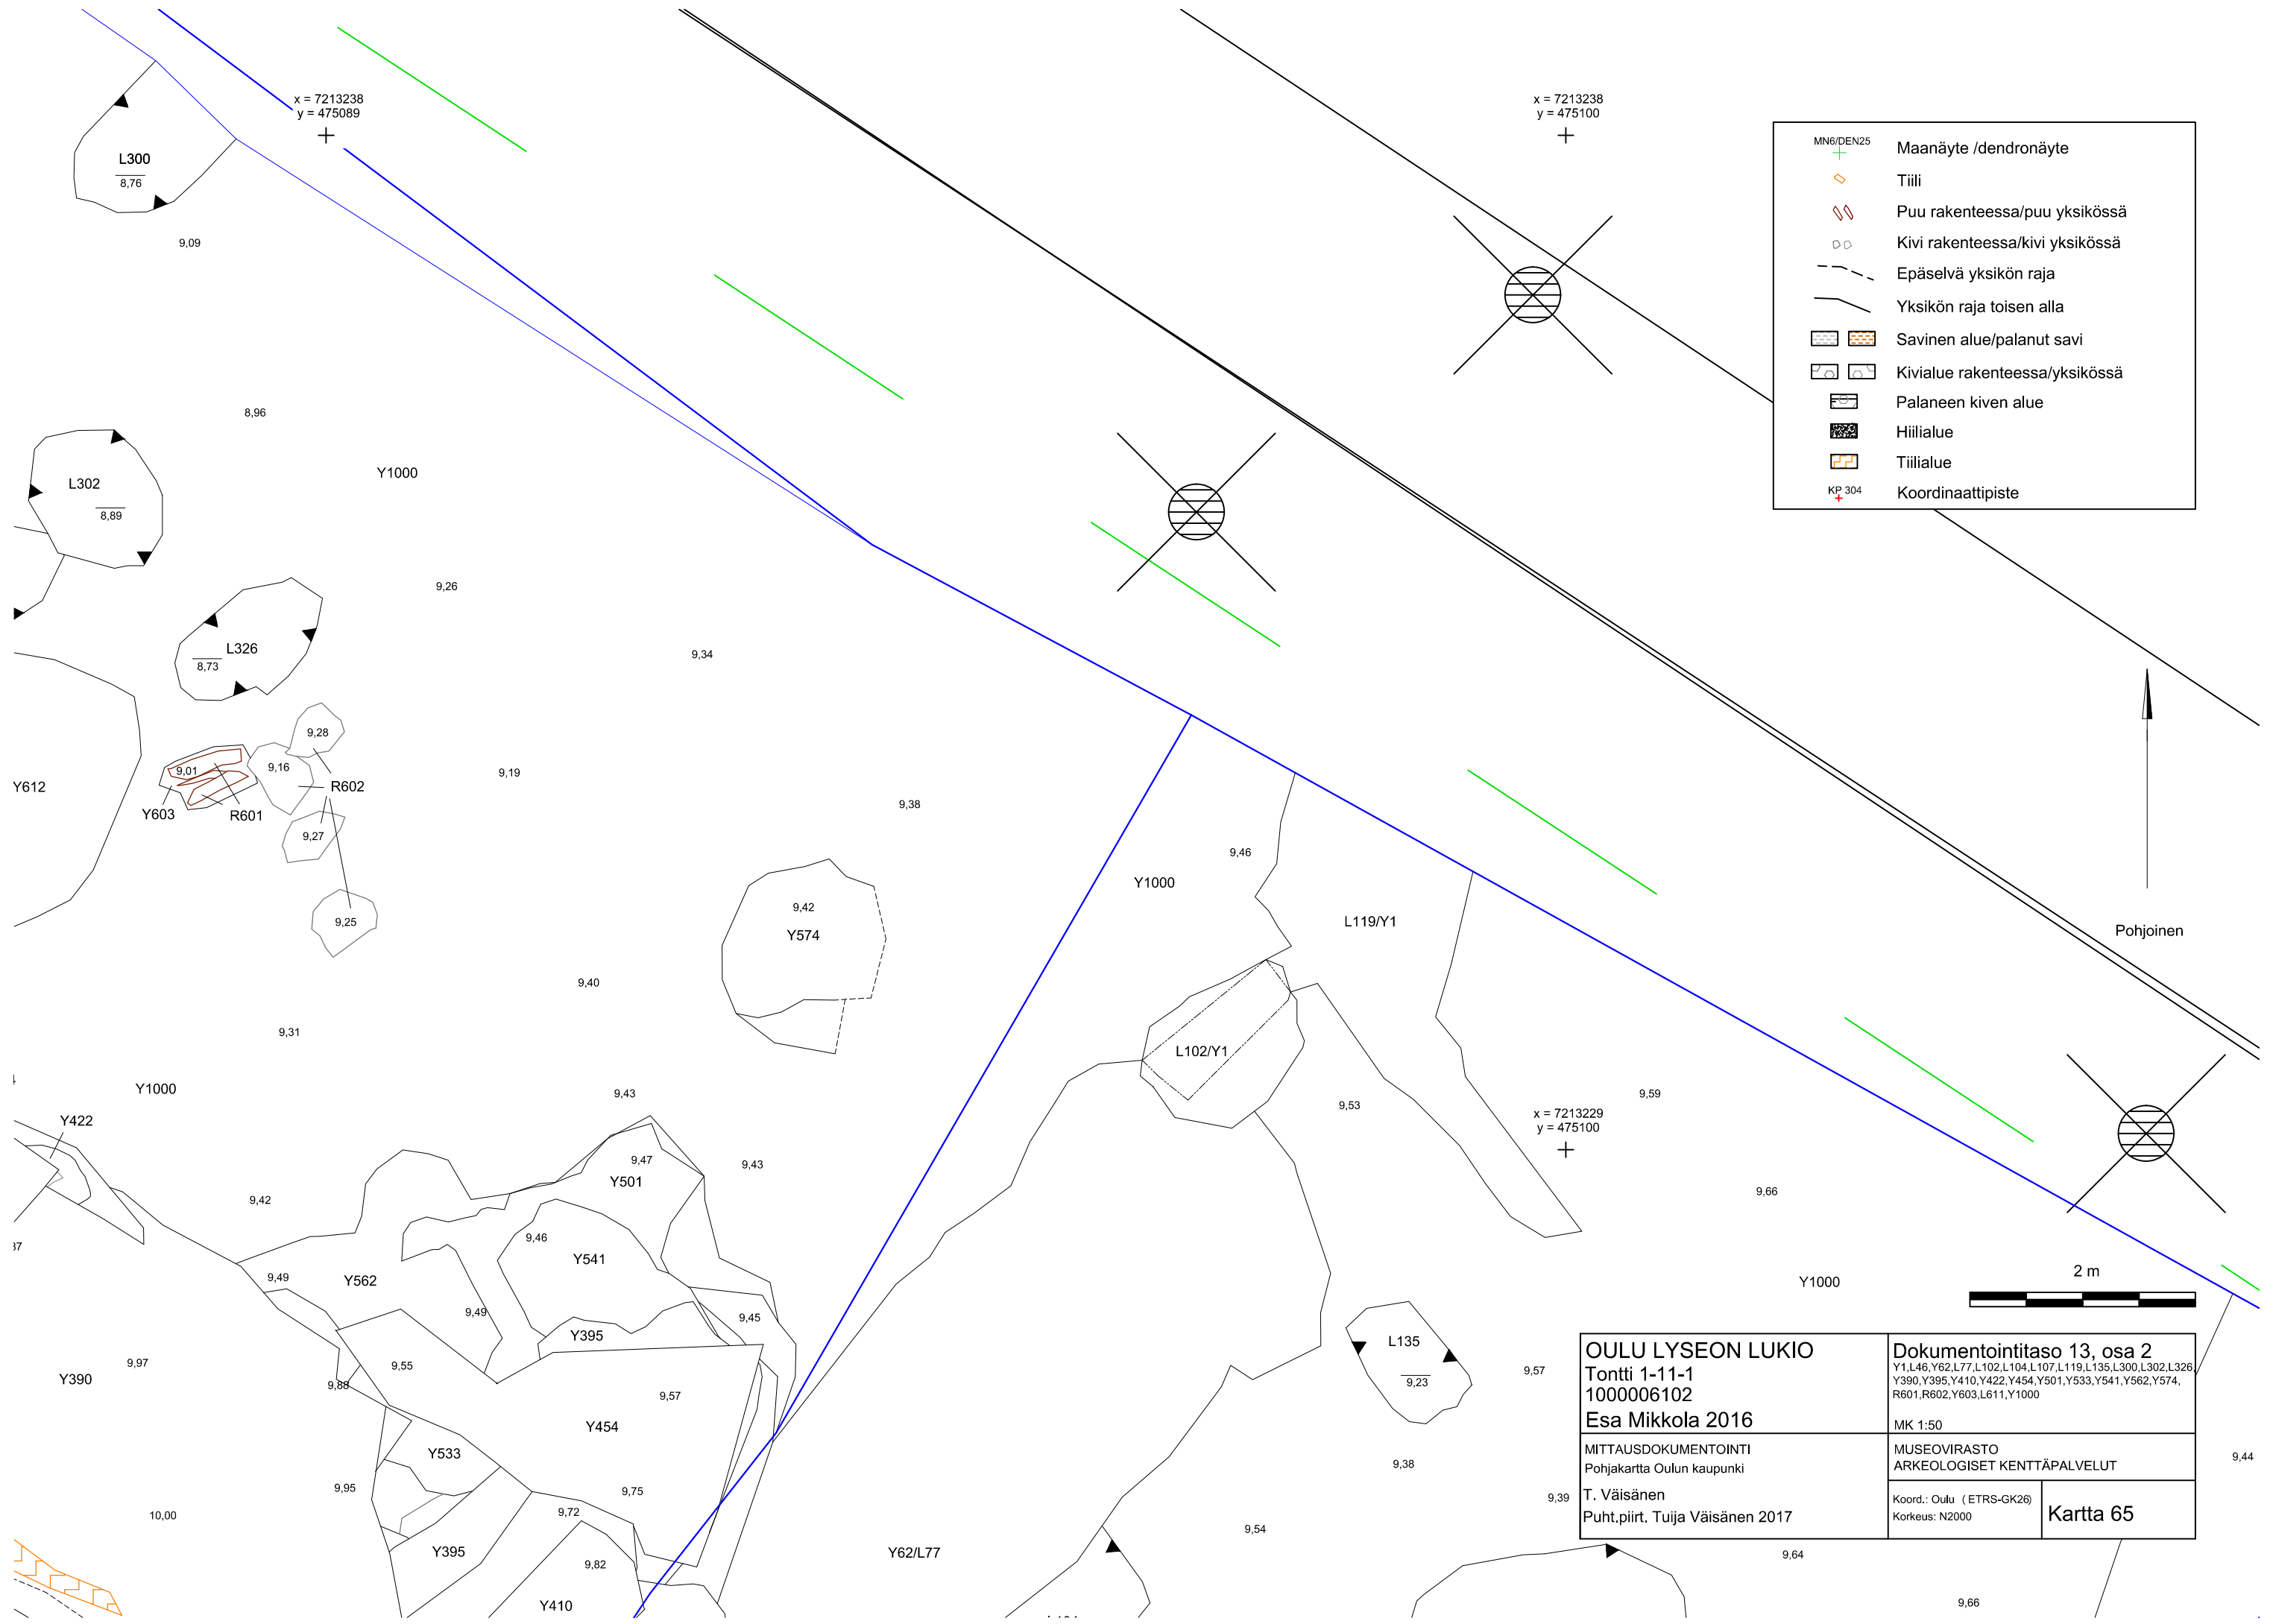 x = 7213238
y = 475089
x = 7213238
y = 475100
L300
8,76
9,09
8,96
L302
8,89
Y1000
9,26
L326
8,73
9,34
9,28
9,16
9,01
R602
Y612
Y603
R601
9,19
9,27
9,38
9,25
9,46
Y1000
9,42
Y574
L119/Y1
9,40
9,31
L102/Y1
Y1000
9,43
9,53
9,59
x = 7213229
y = 475100
Y422
9,47
9,43
Y501
9,42
9,66
9,46
Y541
9,49
Y562
9,49
9,45
Y395
Y1000
L135
9,23
9,57
Y390
9,97
9,55
9,88
9,57
Y454
Y533
9,38
9,44
9,95
9,75
9,39
10,00
9,72
9,54
Y395
9,82
Y62/L77
9,64
Y410
9,66
MN6/DEN25
Maanäyte /dendronäyte
Tiili
Puu rakenteessa/puu yksikössä
Kivi rakenteessa/kivi yksikössä
Epäselvä yksikön raja
Yksikön raja toisen alla
Savinen alue/palanut savi
Kivialue rakenteessa/yksikössä
Palaneen kiven alue
Hiilialue
Tiilialue
KP 304
Koordinaattipiste
Pohjoinen
2 m
OULU LYSEON LUKIO
Tontti 1-11-1
1000006102
Esa Mikkola 2016
MITTAUSDOKUMENTOINTI
Pohjakartta Oulun kaupunki
T. Väisänen
Puht.piirt. Tuija Väisänen 2017
Dokumentointitaso 13, osa 2
Y1,L46,Y62,L77,L102,L104,L107,L119,L135,L300,L302,L326,
Y390,Y395,Y410,Y422,Y454,Y501,Y533,Y541,Y562,Y574,
R601,R602,Y603,L611,Y1000
MK 1:50
MUSEOVIRASTO
ARKEOLOGISET KENTTÄPALVELUT
Koord.: Oulu ( ETRS-GK26)
Korkeus: N2000
Kartta 65